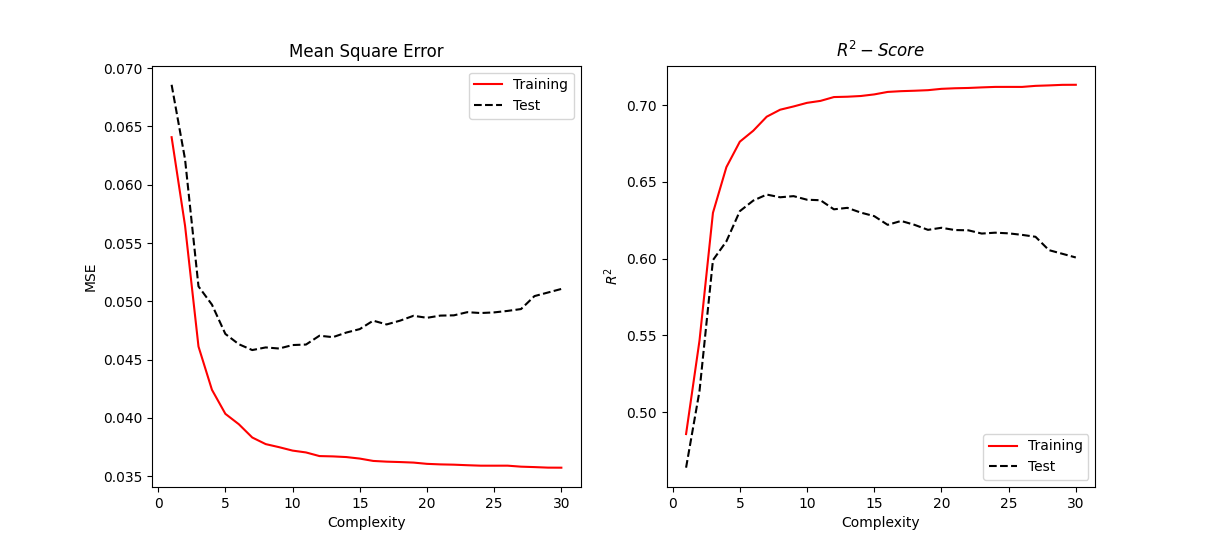 Mean Square Error
0.070
0.065
0.060
0.055
0.050
0.045
0.040
0.035
MSE
0 5 10 15 20 25 30
Complexity
Training
Test
R² − Score
0.70
0.65
0.60
0.55
0.50
R²
0 5 10 15 20 25 30
Complexity
Training
Test